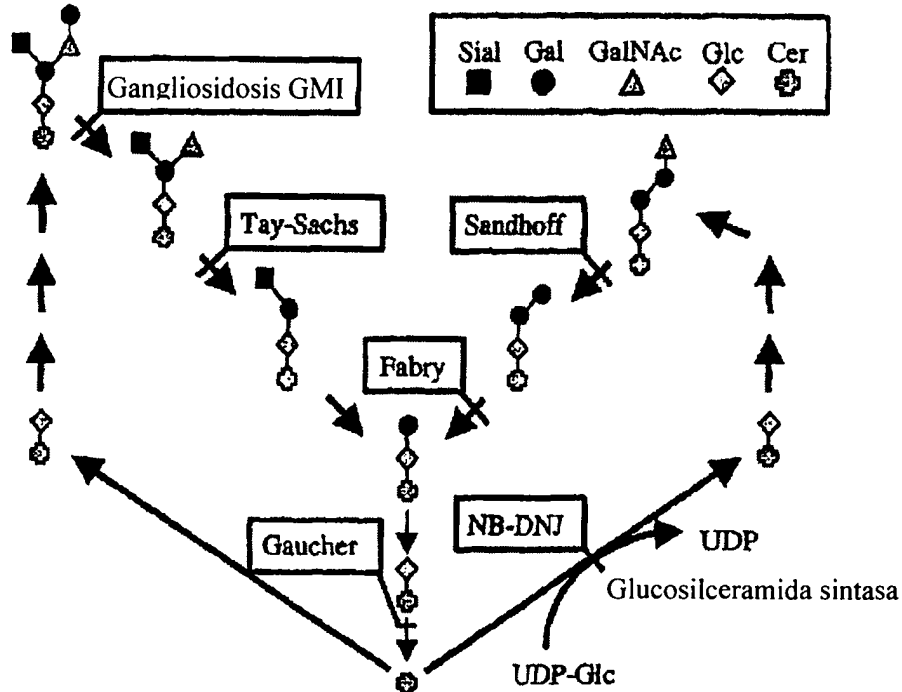 Sial Gal GalNAc Glc Cer
Gangliosidosis GMI
Tay-Sachs
Sandhoff
Fabry
Gaucher
NB-DNJ
UDP
Glucosilceramida sintasa
UDP-Glc